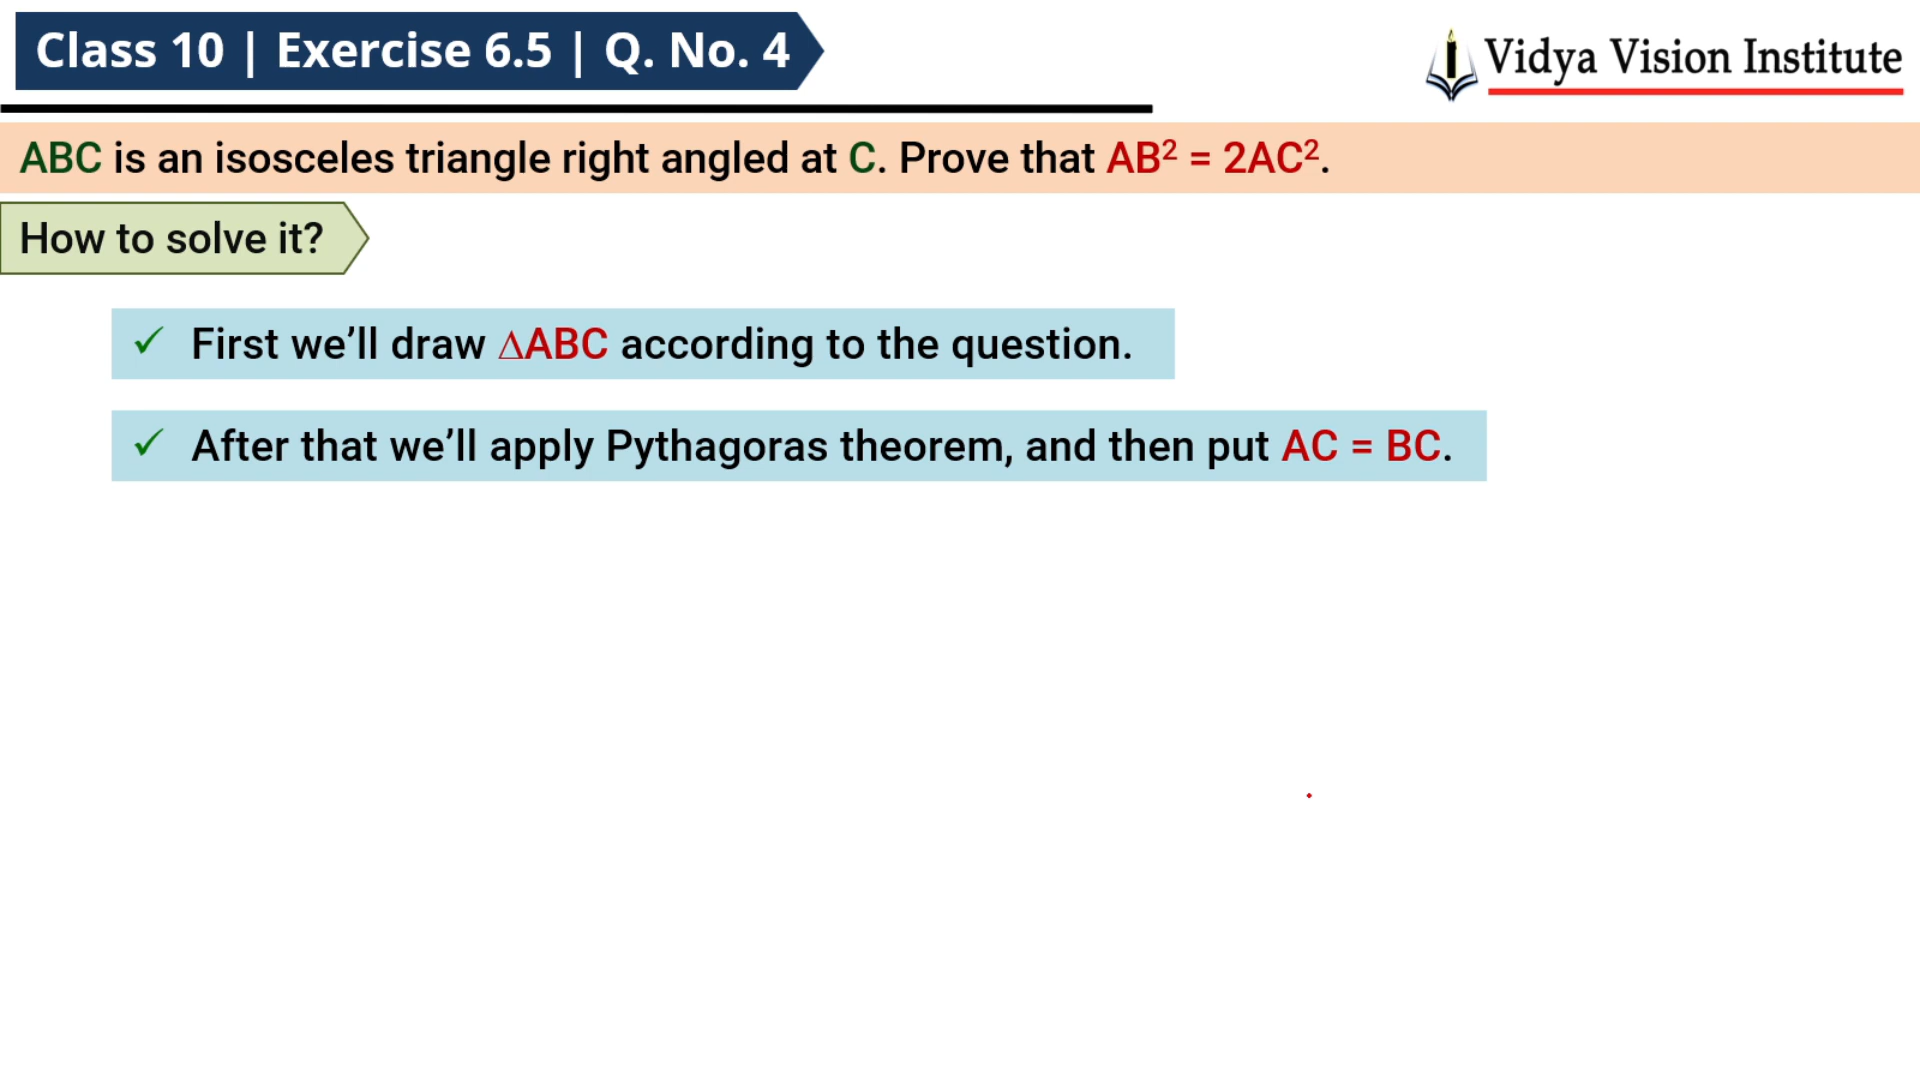 Class 10 | Exercise 6.5 | Q. No. 4
Vidya Vision Institute
ABC is an isosceles triangle right angled at C. Prove that AB² = 2AC².
How to solve it?
✓ First we’ll draw ∆ABC according to the question.
✓ After that we’ll apply Pythagoras theorem, and then put AC = BC.